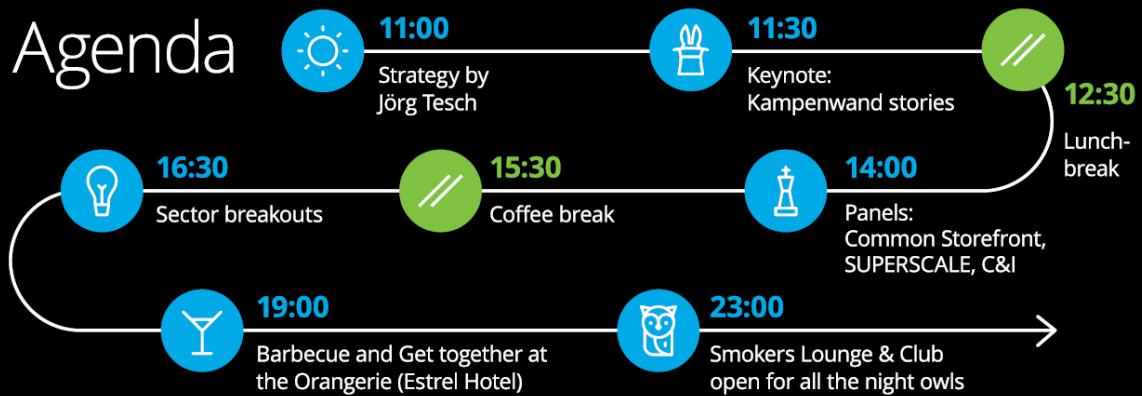 Agenda
11:00
Strategy by
Jörg Tesch
11:30
Keynote:
Kampenwand stories
12:30
Lunch-
break
14:00
Panels:
Common Storefront,
SUPERSCALE, C&I
15:30
Coffee break
16:30
Sector breakouts
19:00
Barbecue and Get together at
the Orangerie (Estrel Hotel)
23:00
Smokers Lounge & Club
open for all the night owls